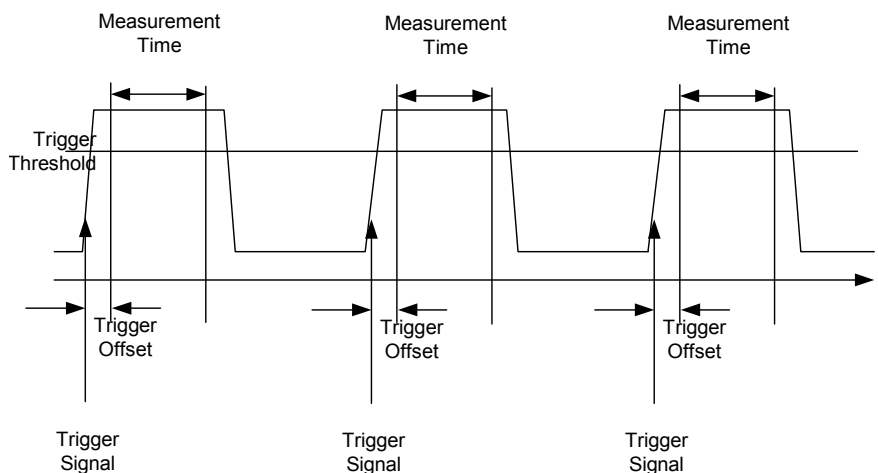 Measurement
Time
Measurement
Time
Measurement
Time
Trigger
Threshold
Trigger
Offset
Trigger
Offset
Trigger
Offset
Trigger
Signal
Trigger
Signal
Trigger
Signal